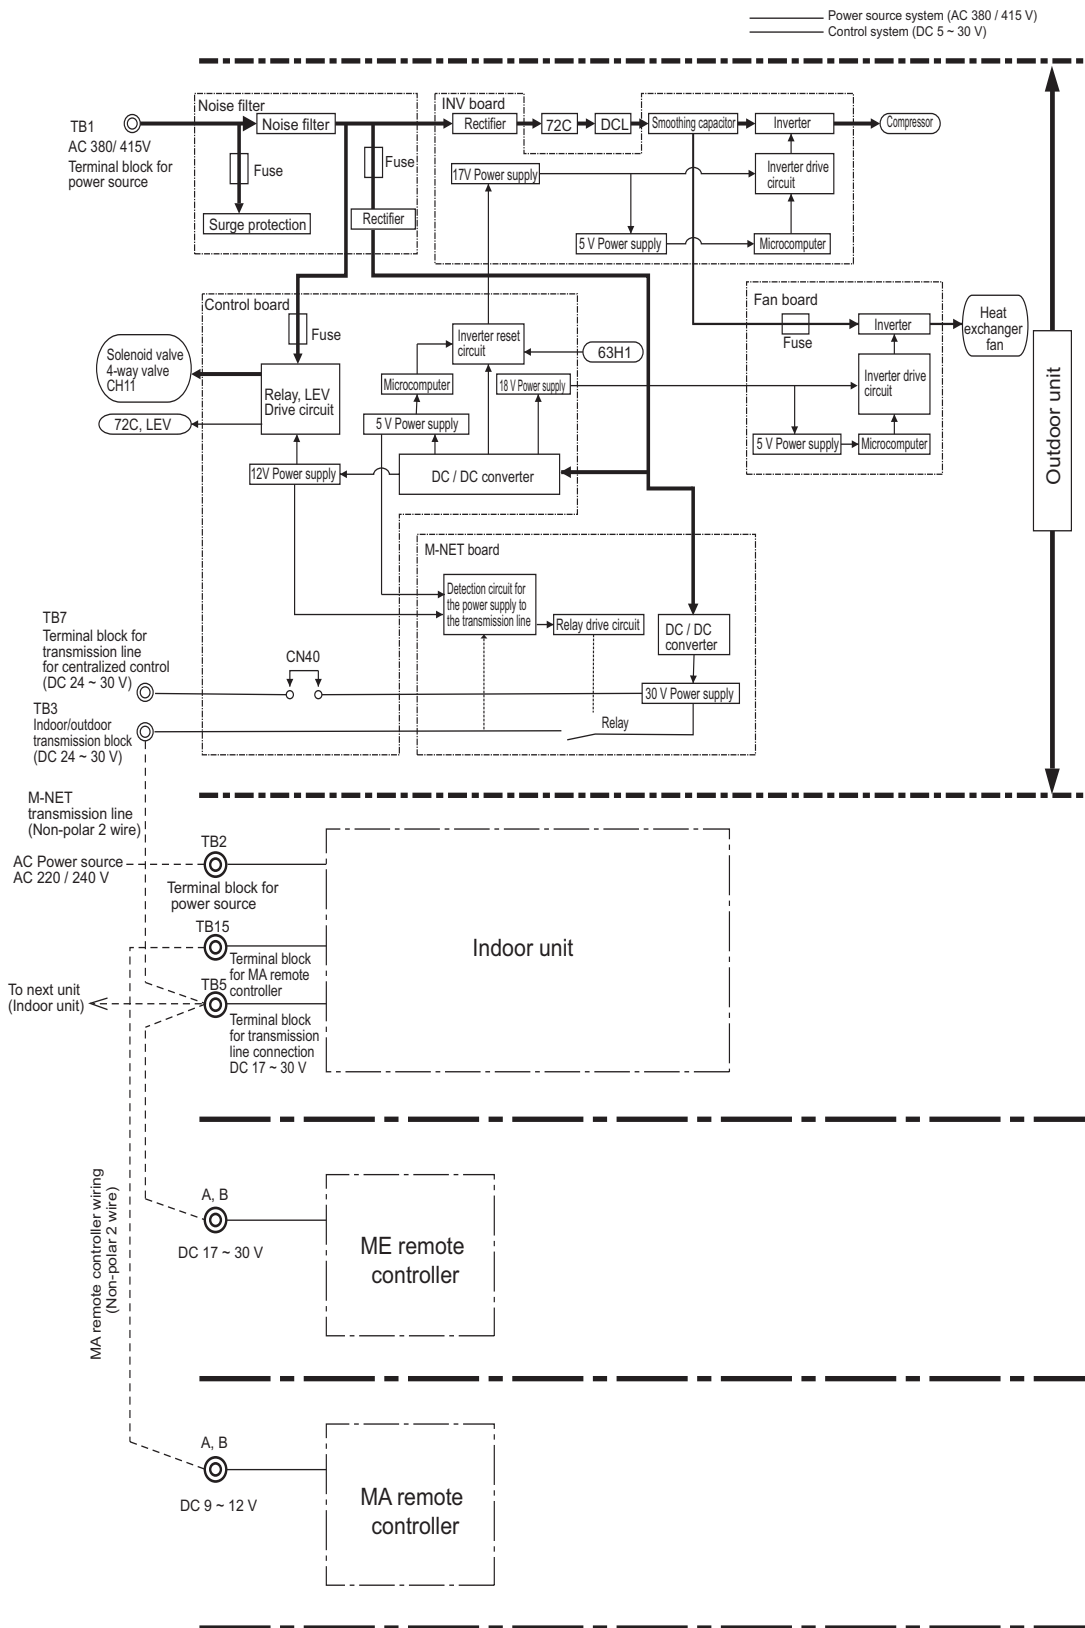 Power source system (AC 380 / 415 V)
Control system (DC 5 ~ 30 V)
Noise filter
INV board
TB1
AC 380/ 415V
Terminal block for
power source
Noise filter
Rectifier
72C
DCL
Smoothing capacitor
Inverter
Compressor
Fuse
Fuse
17V Power supply
Inverter drive
circuit
Surge protection
Rectifier
5 V Power supply
Microcomputer
Control board
Fan board
Fuse
Inverter reset
circuit
63H1
Fuse
Inverter
Heat
exchanger
fan
Solenoid valve
4-way valve
CH11
Relay, LEV
Drive circuit
Microcomputer
18 V Power supply
Inverter drive
circuit
72C, LEV
5 V Power supply
5 V Power supply
Microcomputer
12V Power supply
DC / DC converter
Outdoor unit
M-NET board
Detection circuit for
the power supply to
the transmission line
Relay drive circuit
DC / DC
converter
TB7
Terminal block for
transmission line
for centralized control
(DC 24 ~ 30 V)
CN40
30 V Power supply
TB3
Indoor/outdoor
transmission block
(DC 24 ~ 30 V)
Relay
M-NET
transmission line
(Non-polar 2 wire)
AC Power source
AC 220 / 240 V
TB2
Terminal block for
power source
TB15
Terminal block
for MA remote
controller
Indoor unit
To next unit
(Indoor unit)
TB5
Terminal block
for transmission
line connection
DC 17 ~ 30 V
MA remote controller wiring
(Non-polar 2 wire)
A, B
DC 17 ~ 30 V
ME remote
controller
A, B
DC 9 ~ 12 V
MA remote
controller